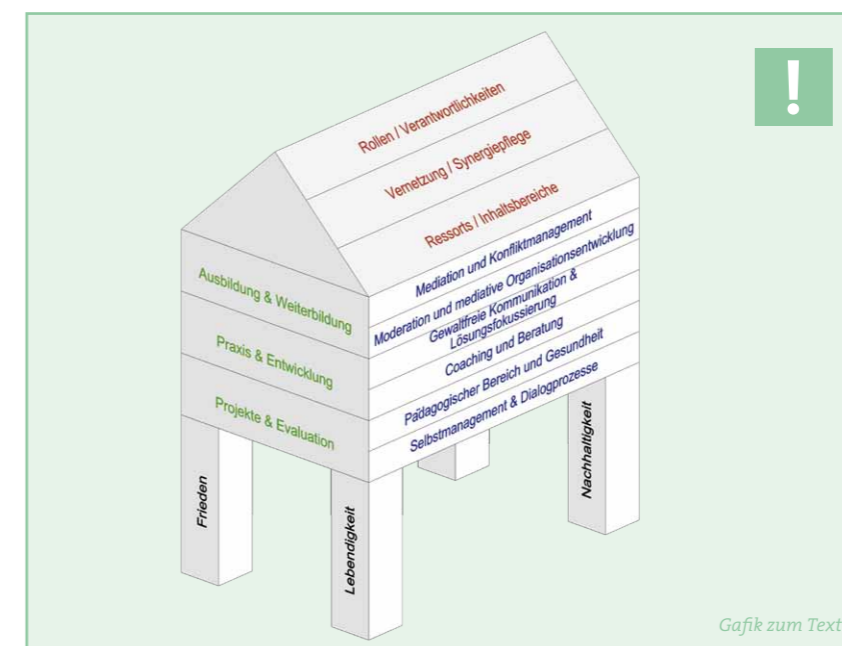 !
Rollen / Verantwortlichkeiten
Vernetzung / Synergiepflege
Ressorts / Inhaltsbereiche
Ausbildung & Weiterbildung
Praxis & Entwicklung
Projekte & Evaluation
Mediation und Konfliktmanagement
Moderation und mediative Organisationsentwicklung
Gewaltfreie Kommunikation &
Lösungsfokussierung
Coaching und Beratung
Pädagogischer Bereich und Gesundheit
Selbstmanagement & Dialogprozesse
Frieden
Lebendigkeit
Nachhaltigkeit
Gafik zum Text